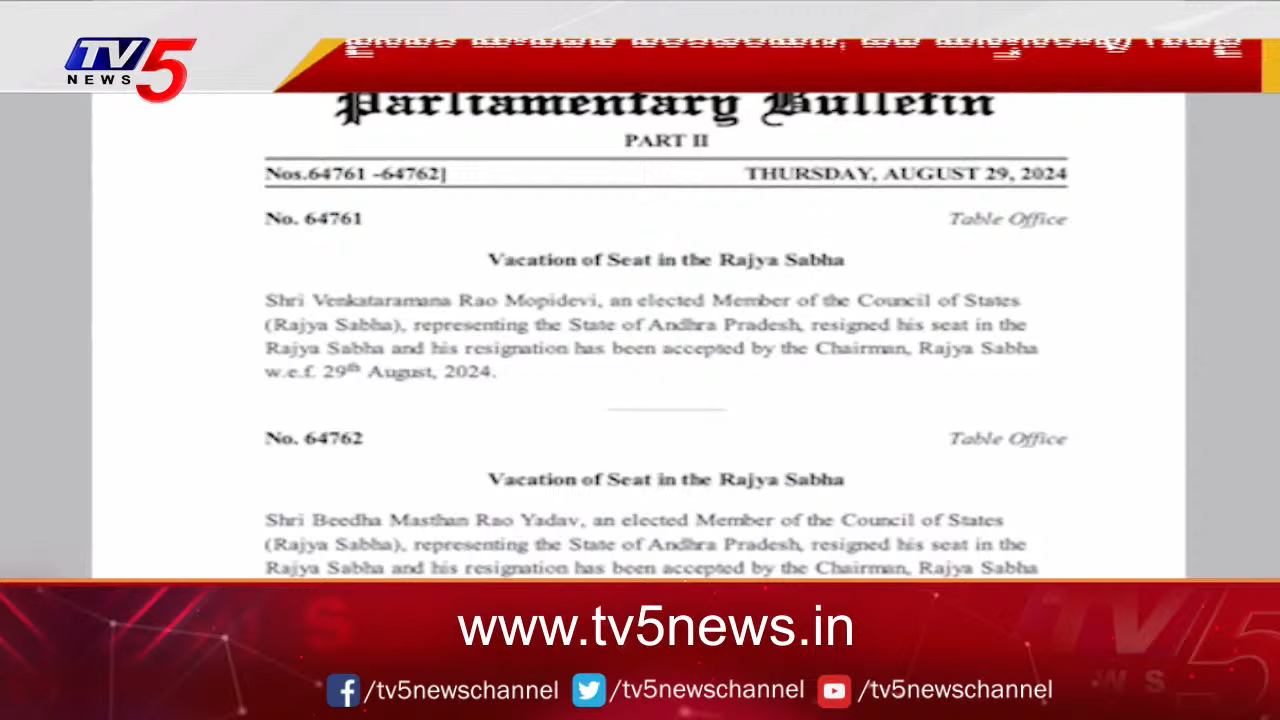 TV5
NEWS
Parliamentary Bulletin
PART II
Nos.64761 -64762] THURSDAY, AUGUST 29, 2024
No. 64761 Table Office
Vacation of Seat in the Rajya Sabha
Shri Venkataramana Rao Mopidevi, an elected Member of the Council of States
(Rajya Sabha), representing the State of Andhra Pradesh, resigned his seat in the
Rajya Sabha and his resignation has been accepted by the Chairman, Rajya Sabha
w.e.f. 29th August, 2024.
No. 64762 Table Office
Vacation of Seat in the Rajya Sabha
Shri Beedha Masthan Rao Yadav, an elected Member of the Council of States
(Rajya Sabha), representing the State of Andhra Pradesh, resigned his seat in the
Rajya Sabha and his resignation has been accepted by the Chairman, Rajya Sabha
www.tv5news.in
/tv5newschannel /tv5newschannel /tv5newschannel